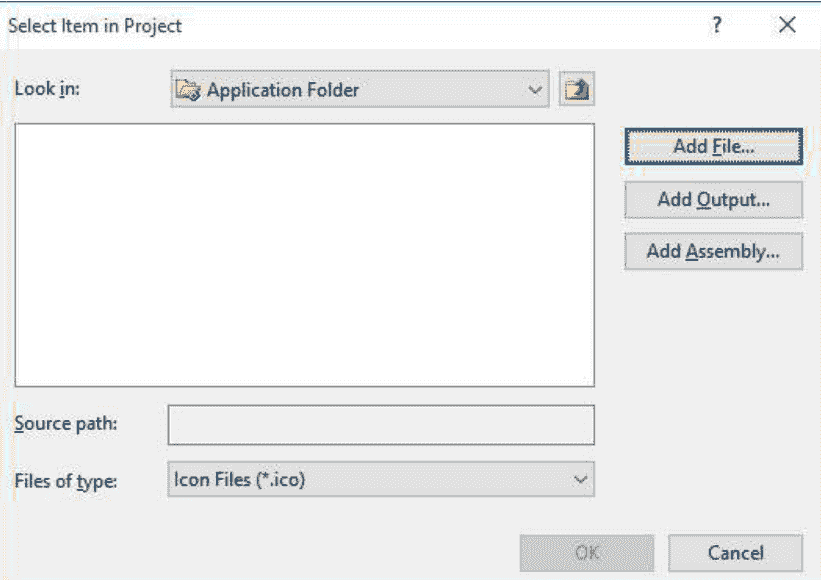 Select Item in Project
?
Look in:
Application Folder
Add File...
Add Output...
Add Assembly...
Source path:
Files of type:
Icon Files (*.ico)
OK
Cancel